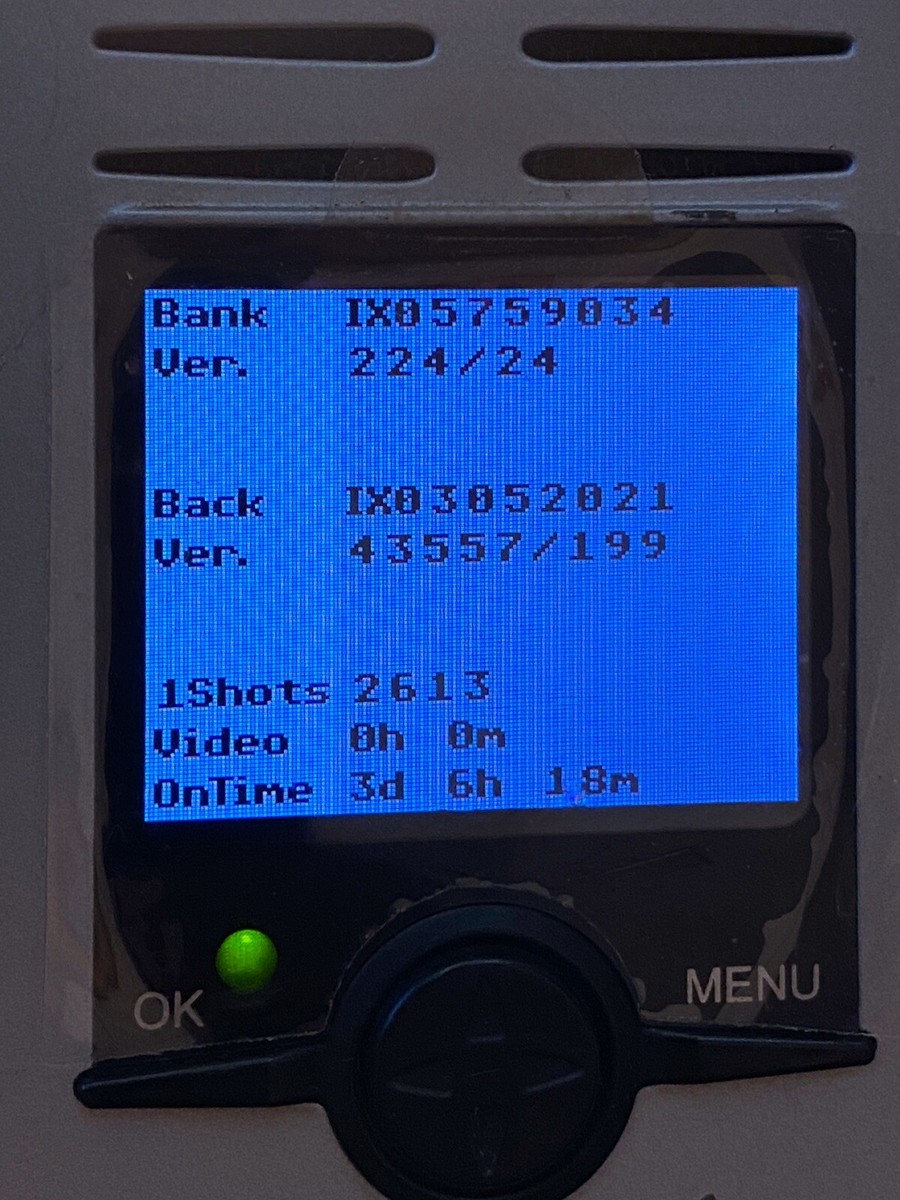 Bank IX05759034
Ver. 224/24
Back IX03052021
Ver. 43557/199
1Shots 2613
Video 0h 0m
OnTime 3d 6h 18m
OK MENU